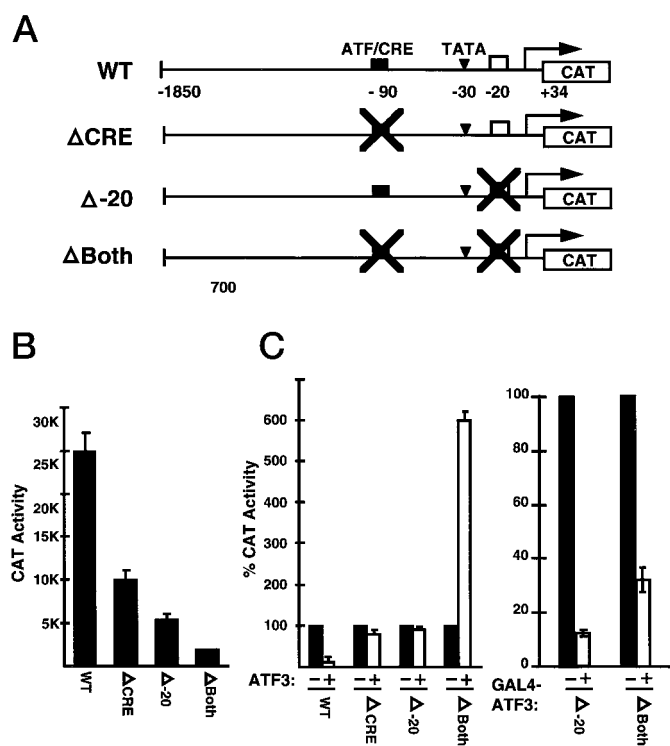 A
ATF/CRE TATA
WT
CAT
-1850 - 90 -30 -20 +34
ΔCRE
CAT
Δ-20
CAT
ΔBoth
CAT
700
B
CAT Activity
30K
25K
20K
15K
10K
5K
WT
ΔCRE
Δ-20
ΔBoth
C
% CAT Activity
600
500
400
300
200
100
ATF3: - + - + - + - +
WT
ΔCRE
Δ-20
ΔBoth
100
80
60
40
20
0
GAL4- - + - +
ATF3:
Δ-20
ΔBoth